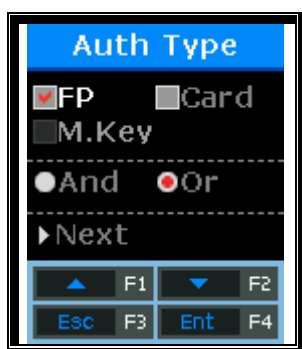 Auth Type
FP Card
M.Key
And Or
Next
F1 F2
Esc F3 Ent F4